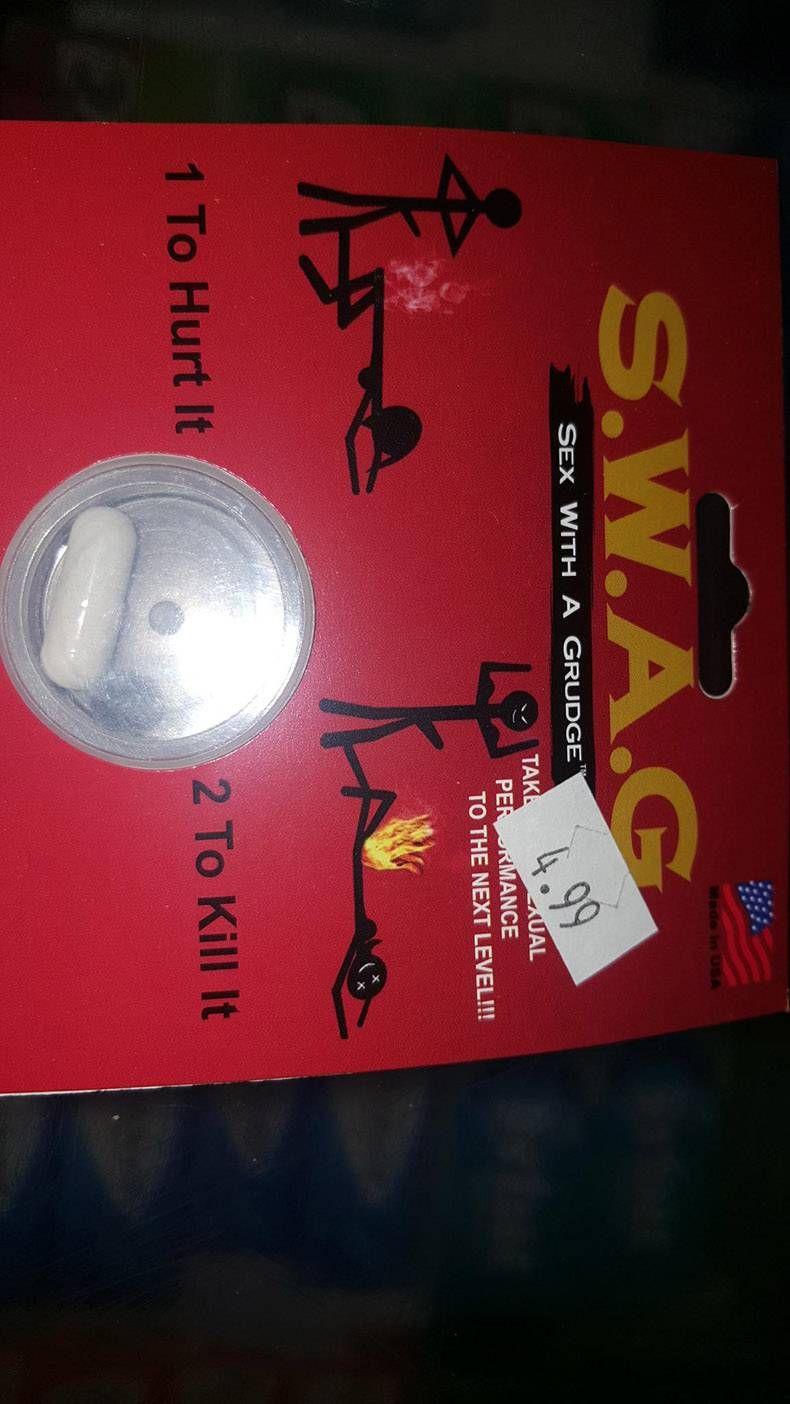 S.W.A.G
SEX WITH A GRUDGE™
Made in USA
4.99
PERFORMANCE
TO THE NEXT LEVEL!!!
1 To Hurt It
2 To Kill It